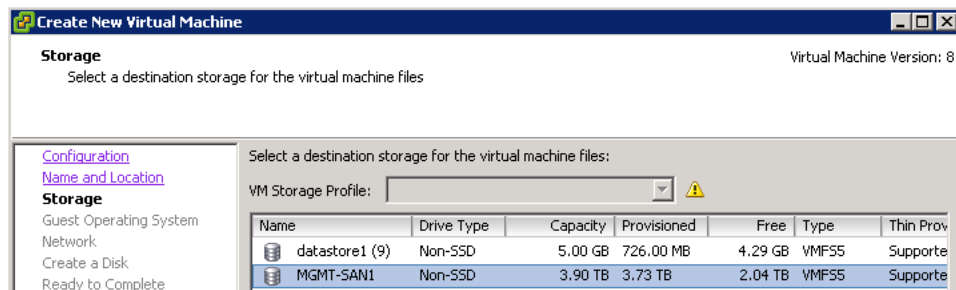 Create New Virtual Machine
Storage
Virtual Machine Version: 8
Select a destination storage for the virtual machine files
Configuration
Name and Location
Storage
Guest Operating System
Network
Create a Disk
Ready to Complete
Select a destination storage for the virtual machine files:
VM Storage Profile:
Name Drive Type Capacity Provisioned Free Type Thin Prov
datastore1 (9) Non-SSD 5.00 GB 726.00 MB 4.29 GB VMFS5 Supporte
MGMT-SAN1 Non-SSD 3.90 TB 3.73 TB 2.04 TB VMFS5 Supporte